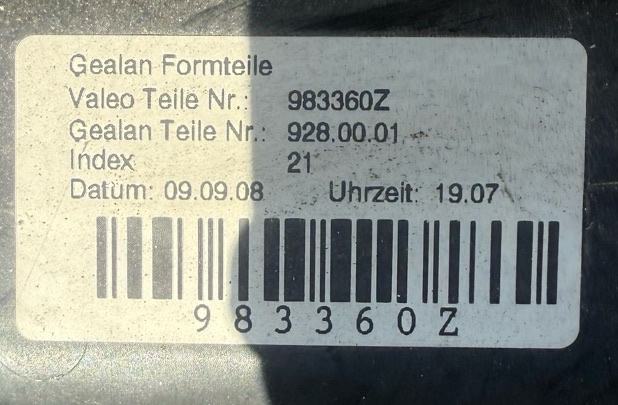 Gealan Formteile
Valeo Teile Nr.: 983360Z
Gealan Teile Nr.: 928.00.01
Index 21
Datum: 09.09.08 Uhrzeit: 19.07
983360Z